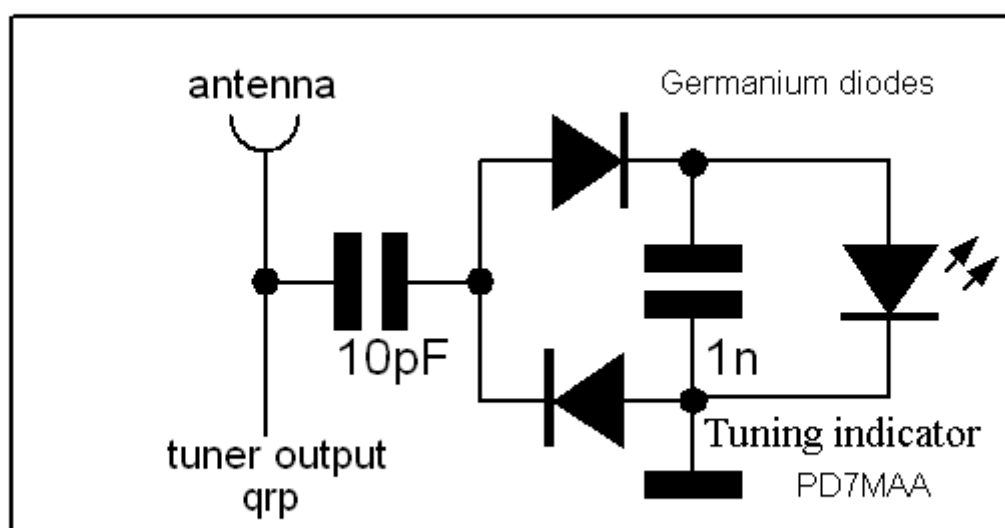 antenna
Germanium diodes
10pF
1n
tuner output
qrp
Tuning indicator
PD7MAA